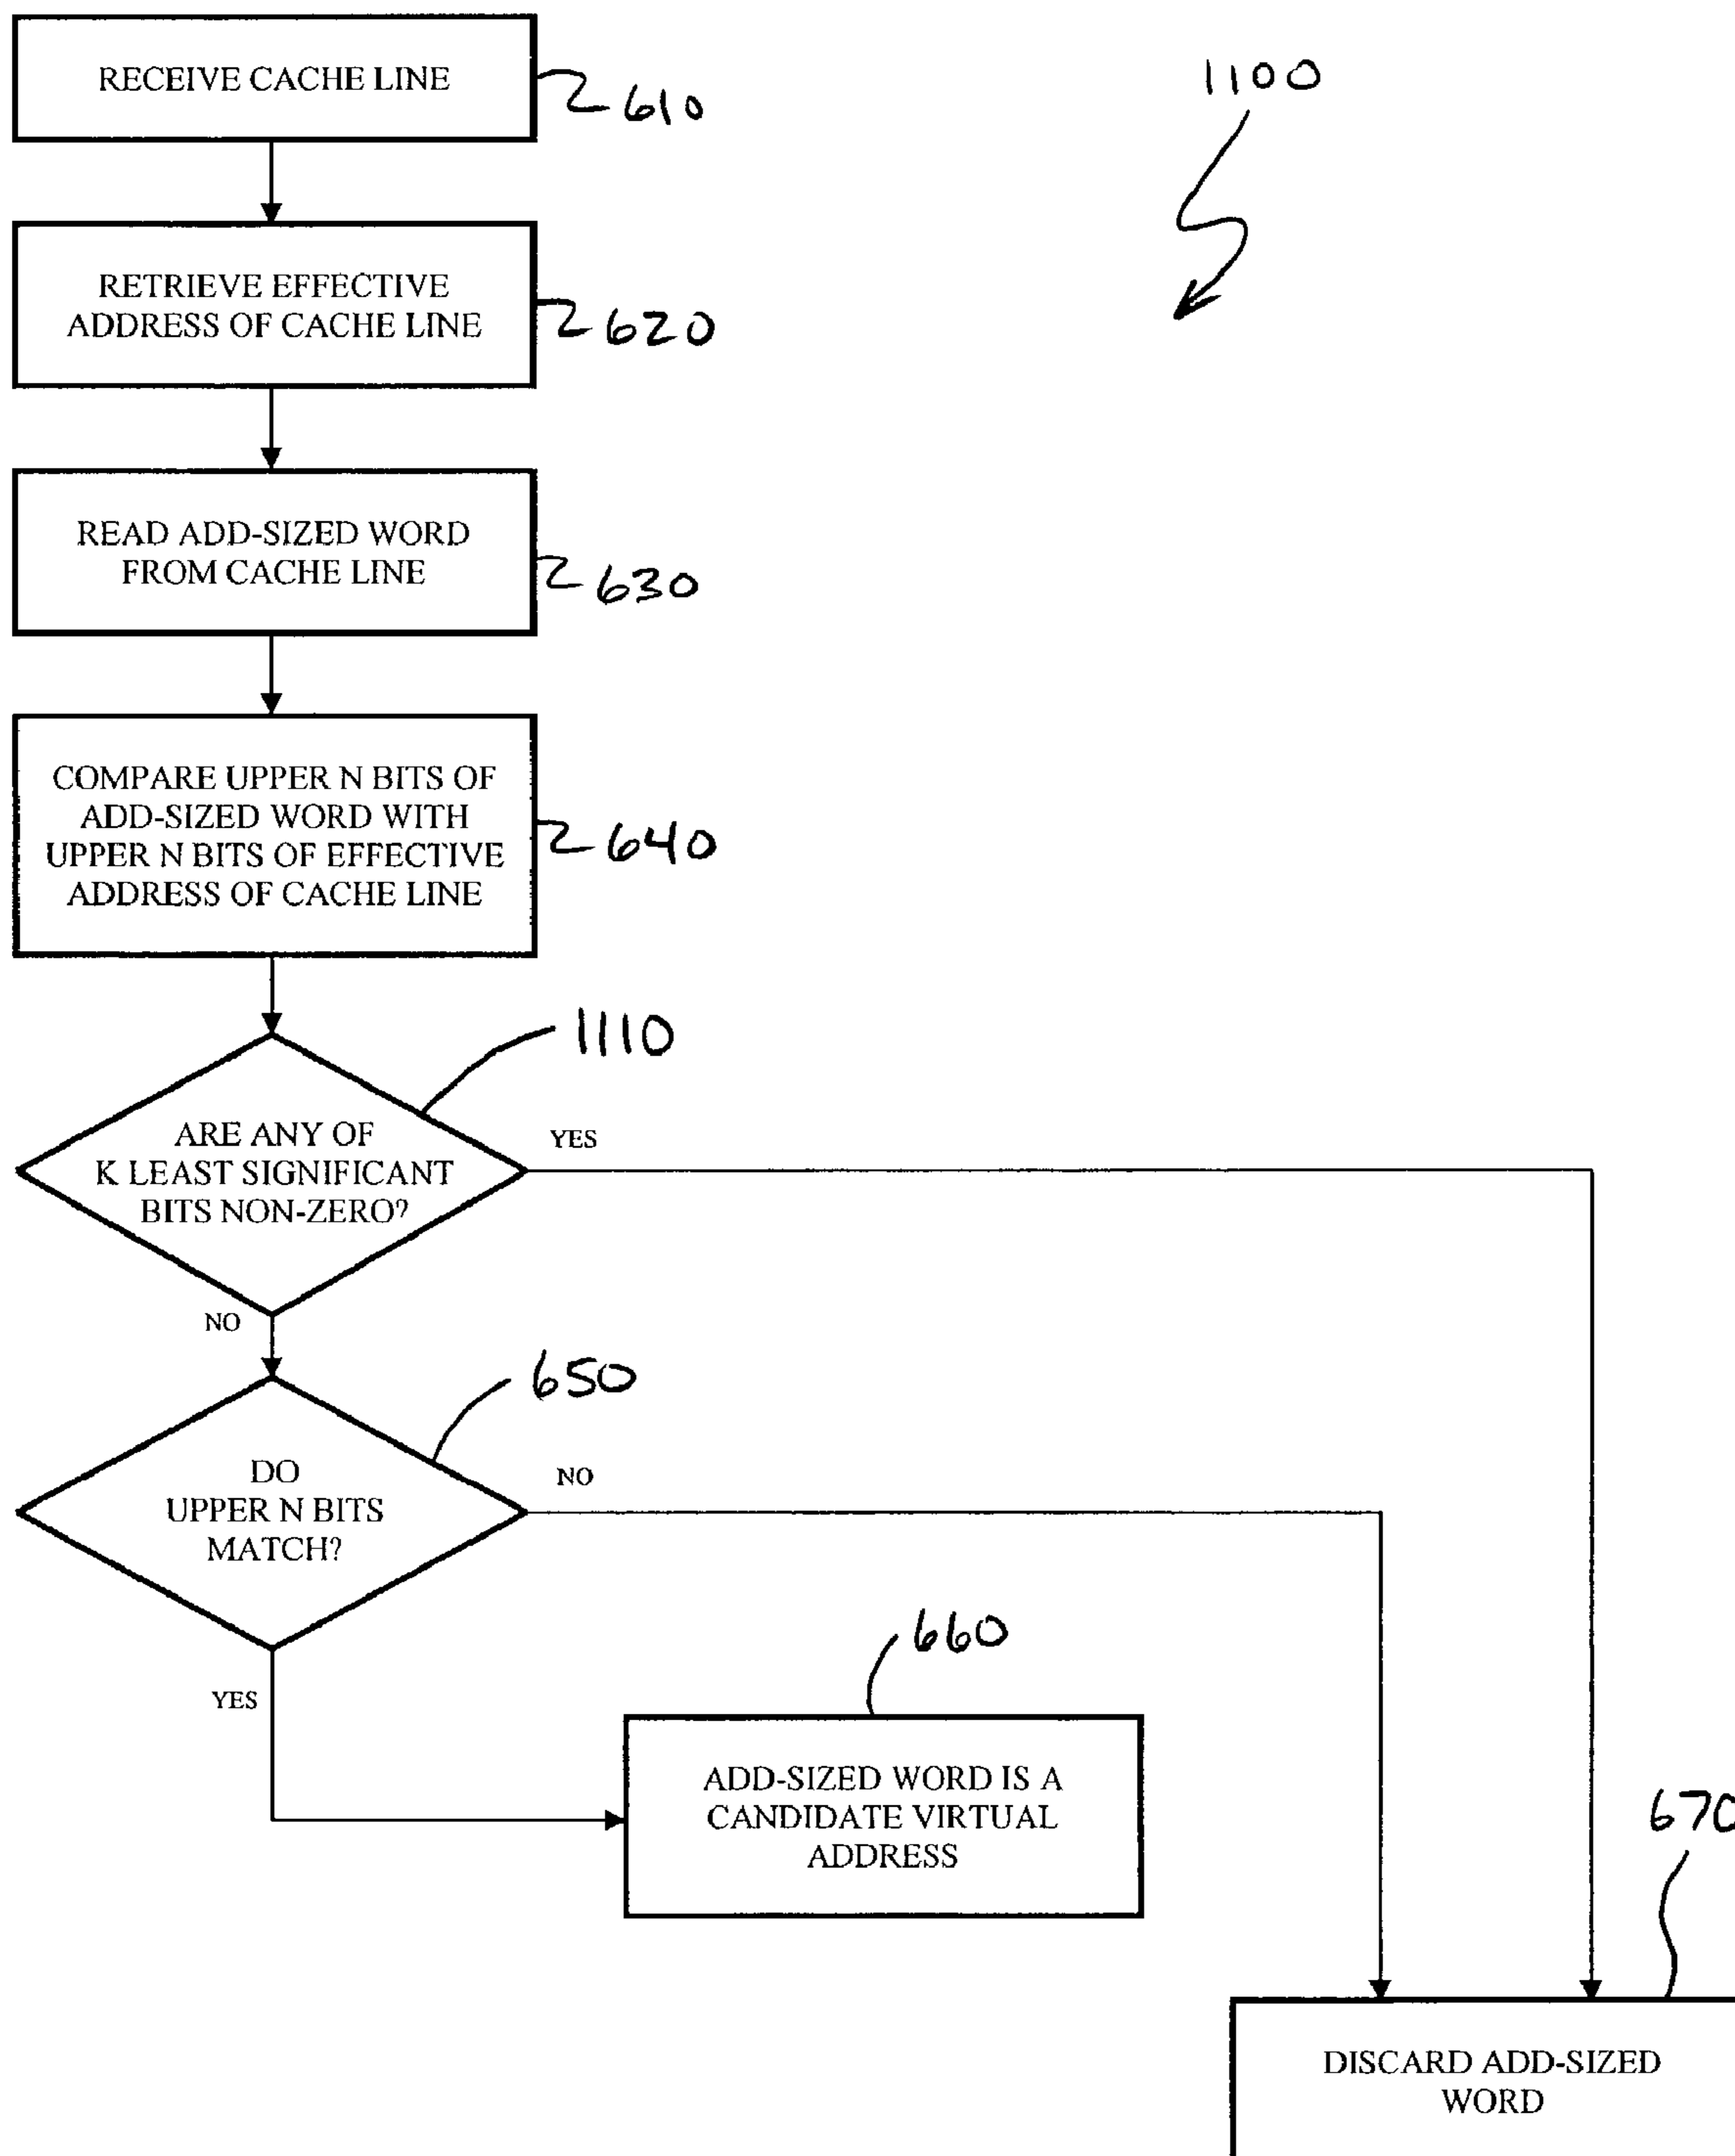 RECEIVE CACHE LINE
610
1100
RETRIEVE EFFECTIVE
ADDRESS OF CACHE LINE
620
READ ADD-SIZED WORD
FROM CACHE LINE
630
COMPARE UPPER N BITS OF
ADD-SIZED WORD WITH
UPPER N BITS OF EFFECTIVE
ADDRESS OF CACHE LINE
640
1110
ARE ANY OF
K LEAST SIGNIFICANT
BITS NON-ZERO?
YES
NO
650
DO
UPPER N BITS
MATCH?
NO
YES
660
ADD-SIZED WORD IS A
CANDIDATE VIRTUAL
ADDRESS
670
DISCARD ADD-SIZED
WORD